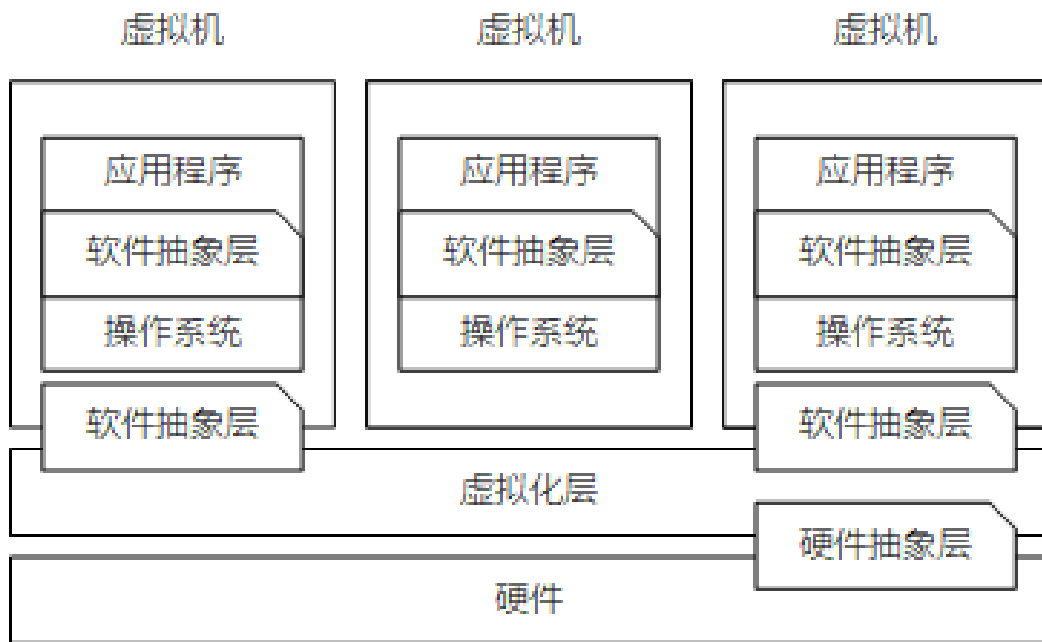 虚拟机 虚拟机 虚拟机
应用程序 应用程序 应用程序
软件抽象层 软件抽象层 软件抽象层
操作系统 操作系统 操作系统
软件抽象层 软件抽象层
虚拟化层
硬件抽象层
硬件